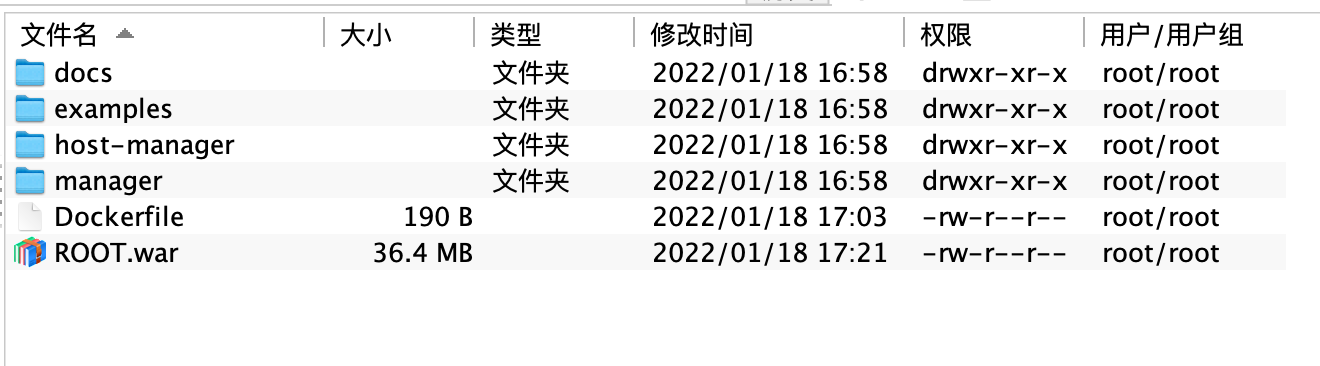 文件名 大小 类型 修改时间 权限 用户/用户组
docs 文件夹 2022/01/18 16:58 drwxr-xr-x root/root
examples 文件夹 2022/01/18 16:58 drwxr-xr-x root/root
host-manager 文件夹 2022/01/18 16:58 drwxr-xr-x root/root
manager 文件夹 2022/01/18 16:58 drwxr-xr-x root/root
Dockerfile 190 B 2022/01/18 17:03 -rw-r--r-- root/root
ROOT.war 36.4 MB 2022/01/18 17:21 -rw-r--r-- root/root